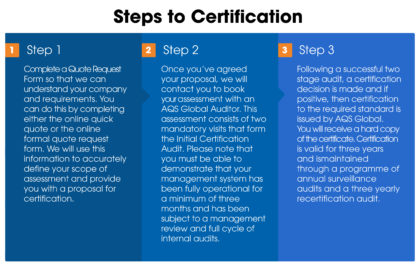 Steps to Certification
1 Step 1
Complete a Quote Request
Form so that we can
understand your company
and requirements. You
can do this by completing
either the online quick
quote or the online
formal quote request
form. We will use this
information to accurately
define your scope of
assessment and provide
you with a proposal for
certification.
2 Step 2
Once you've agreed
your proposal, we will
contact you to book
your assessment with an
AQS Global Auditor. This
assessment consists of two
mandatory visits that form
the Initial Certification
Audit. Please note that
you must be able to
demonstrate that your
management system has
been fully operational for
a minimum of three
months and has been
subject to a management
review and full cycle of
internal audits.
3 Step 3
Following a successful two
stage audit, a certification
decision is made and if
positive, then certification
to the required standard is
issued by AQS Global.
You will receive a hard copy
of the certificate. Certification
is valid for three years
and ismaintained
through a programme of
annual surveillance
audits and a three yearly
recertification audit.